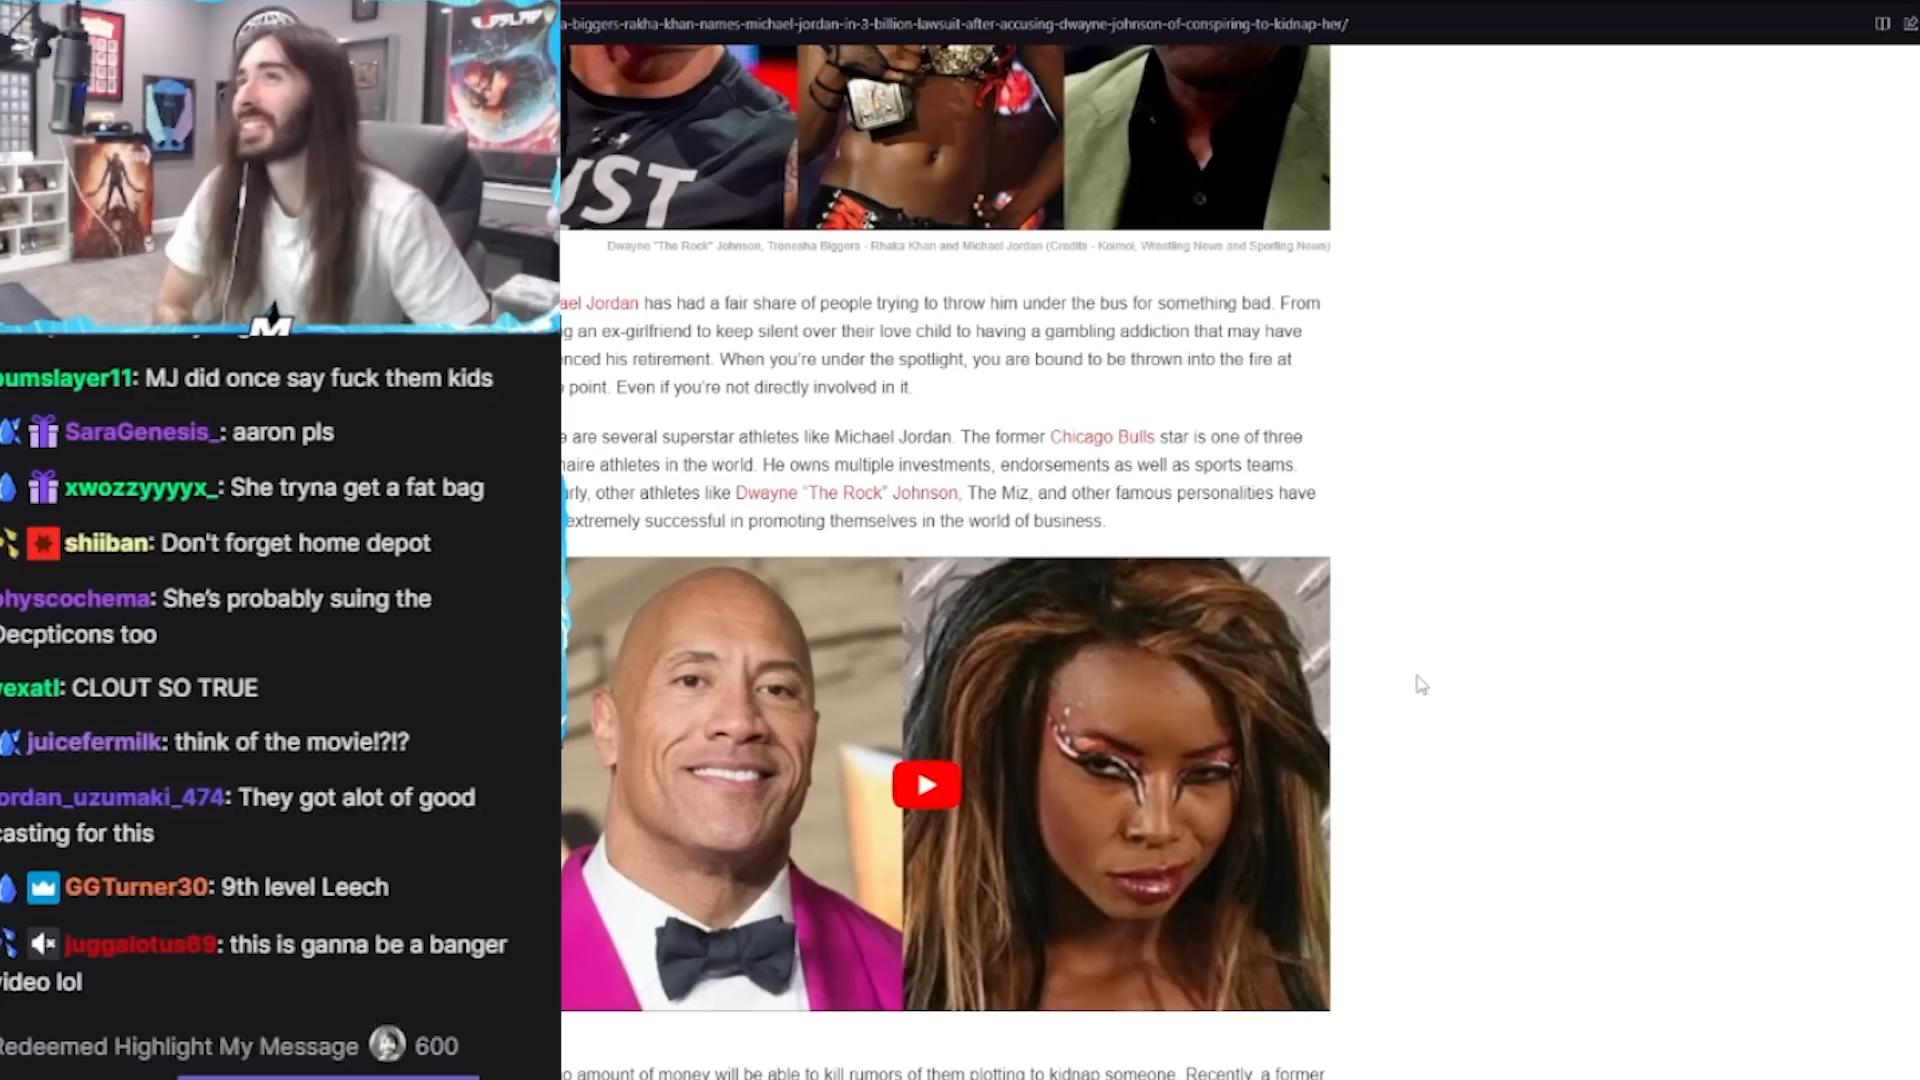 a-biggers-rakha-khan-names-michael-jordan-in-3-billion-lawsuit-after-accusing-dwayne-johnson-of-conspiring-to-kidnap-her/
UST
M
Dwayne "The Rock" Johnson, Trenesha Biggers - Rhaka Khan and Michael Jordan (Credits - Koimoi, Wrestling News and Sporting News)
ael Jordan has had a fair share of people trying to throw him under the bus for something bad. From
g an ex-girlfriend to keep silent over their love child to having a gambling addiction that may have
nced his retirement. When you're under the spotlight, you are bound to be thrown into the fire at
point. Even if you're not directly involved in it.
e are several superstar athletes like Michael Jordan. The former Chicago Bulls star is one of three
naire athletes in the world. He owns multiple investments, endorsements as well as sports teams.
rly, other athletes like Dwayne "The Rock" Johnson, The Miz, and other famous personalities have
extremely successful in promoting themselves in the world of business.
o amount of money will be able to kill rumors of them plotting to kidnap someone. Recently, a former
bumslayer11: MJ did once say fuck them kids
SaraGenesis_: aaron pls
xwozzyyyyx_: She tryna get a fat bag
shiiban: Don't forget home depot
physcochema: She's probably suing the
Decpticons too
vexatl: CLOUT SO TRUE
juicefermilk: think of the movie!?!?
jordan_uzumaki_474: They got alot of good
casting for this
GGTurner30: 9th level Leech
juggalotus69: this is ganna be a banger
video lol
Redeemed Highlight My Message 600